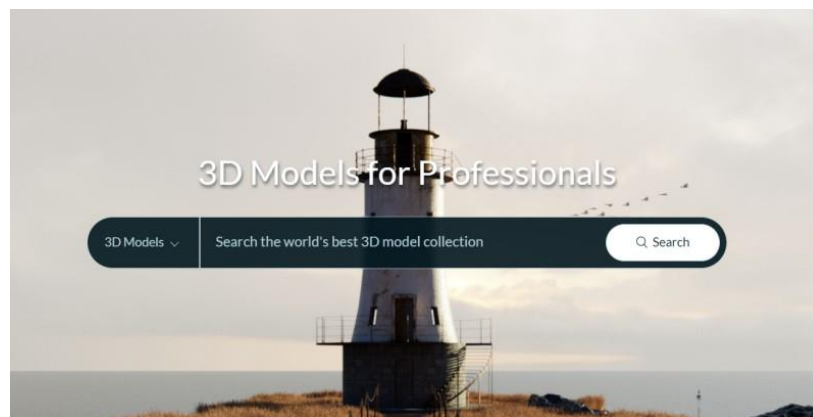 3D Models for Professionals
3D Models
Search the world's best 3D model collection
Search